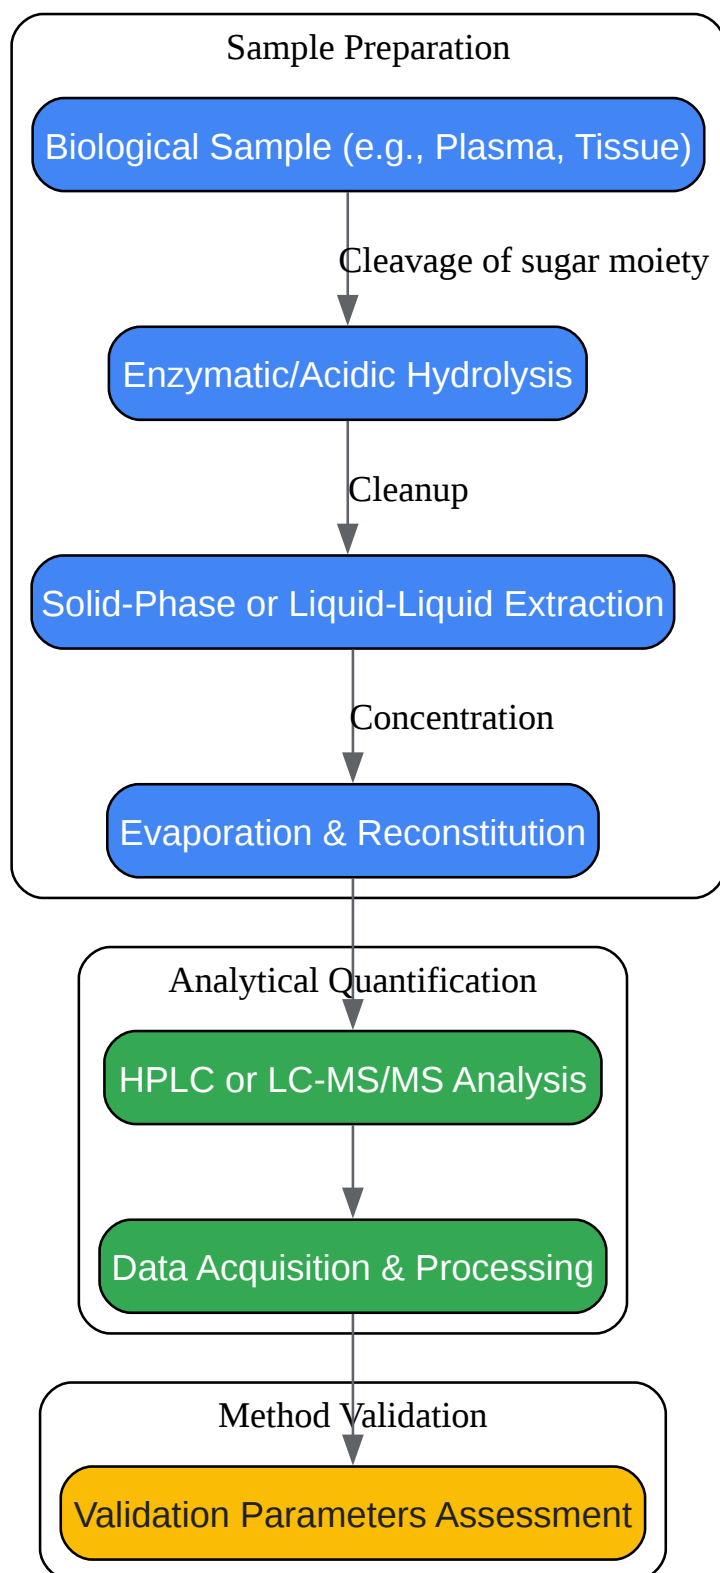 Sample Preparation
Biological Sample (e.g., Plasma, Tissue)
Cleavage of sugar moiety
Enzymatic/Acidic Hydrolysis
Cleanup
Solid-Phase or Liquid-Liquid Extraction
Concentration
Evaporation & Reconstitution
Analytical Quantification
HPLC or LC-MS/MS Analysis
Data Acquisition & Processing
Method Validation
Validation Parameters Assessment